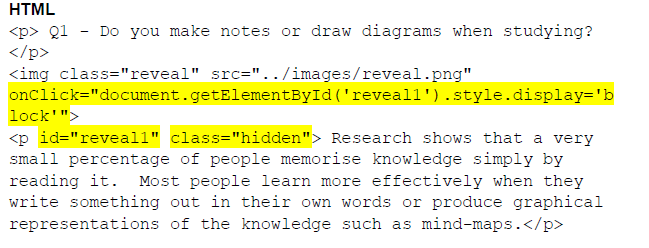 HTML
<p> Q1 - Do you make notes or draw diagrams when studying?
</p>
<img class="reveal" src="../images/reveal.png"
onClick="document.getElementById('reveal1').style.display='b
lock'">
<p id="reveal1" class="hidden"> Research shows that a very
small percentage of people memorise knowledge simply by
reading it.  Most people learn more effectively when they
write something out in their own words or produce graphical
representations of the knowledge such as mind-maps.</p>